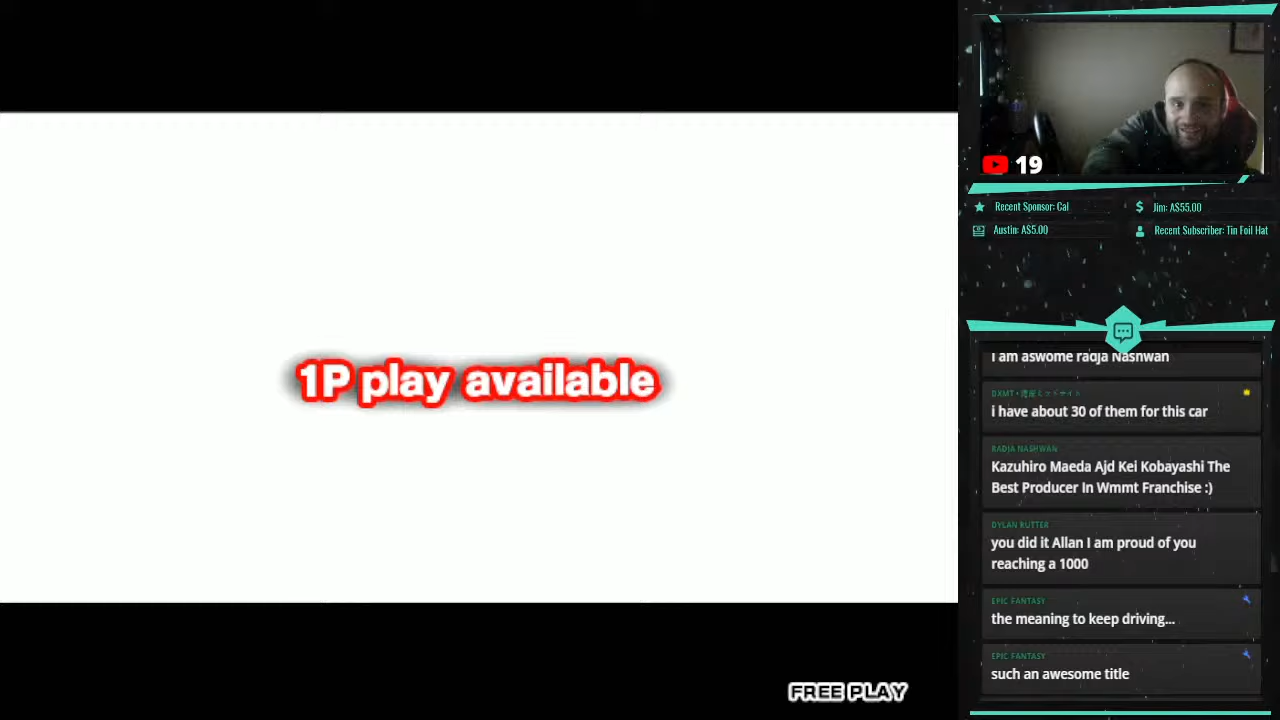 1P play available
FREE PLAY
19
Recent Sponsor: Cal
Jim: A$55.00
Austin: A$5.00
Recent Subscriber: Tin Foil Hat
I am aswome radja Nashwan
i have about 30 of them for this car
RADJA NASHWAN
Kazuhiro Maeda Ajd Kei Kobayashi The
Best Producer In Wmmt Franchise :)
DYLAN RUTTER
you did it Allan I am proud of you
reaching a 1000
EPIC FANTASY
the meaning to keep driving...
EPIC FANTASY
such an awesome title